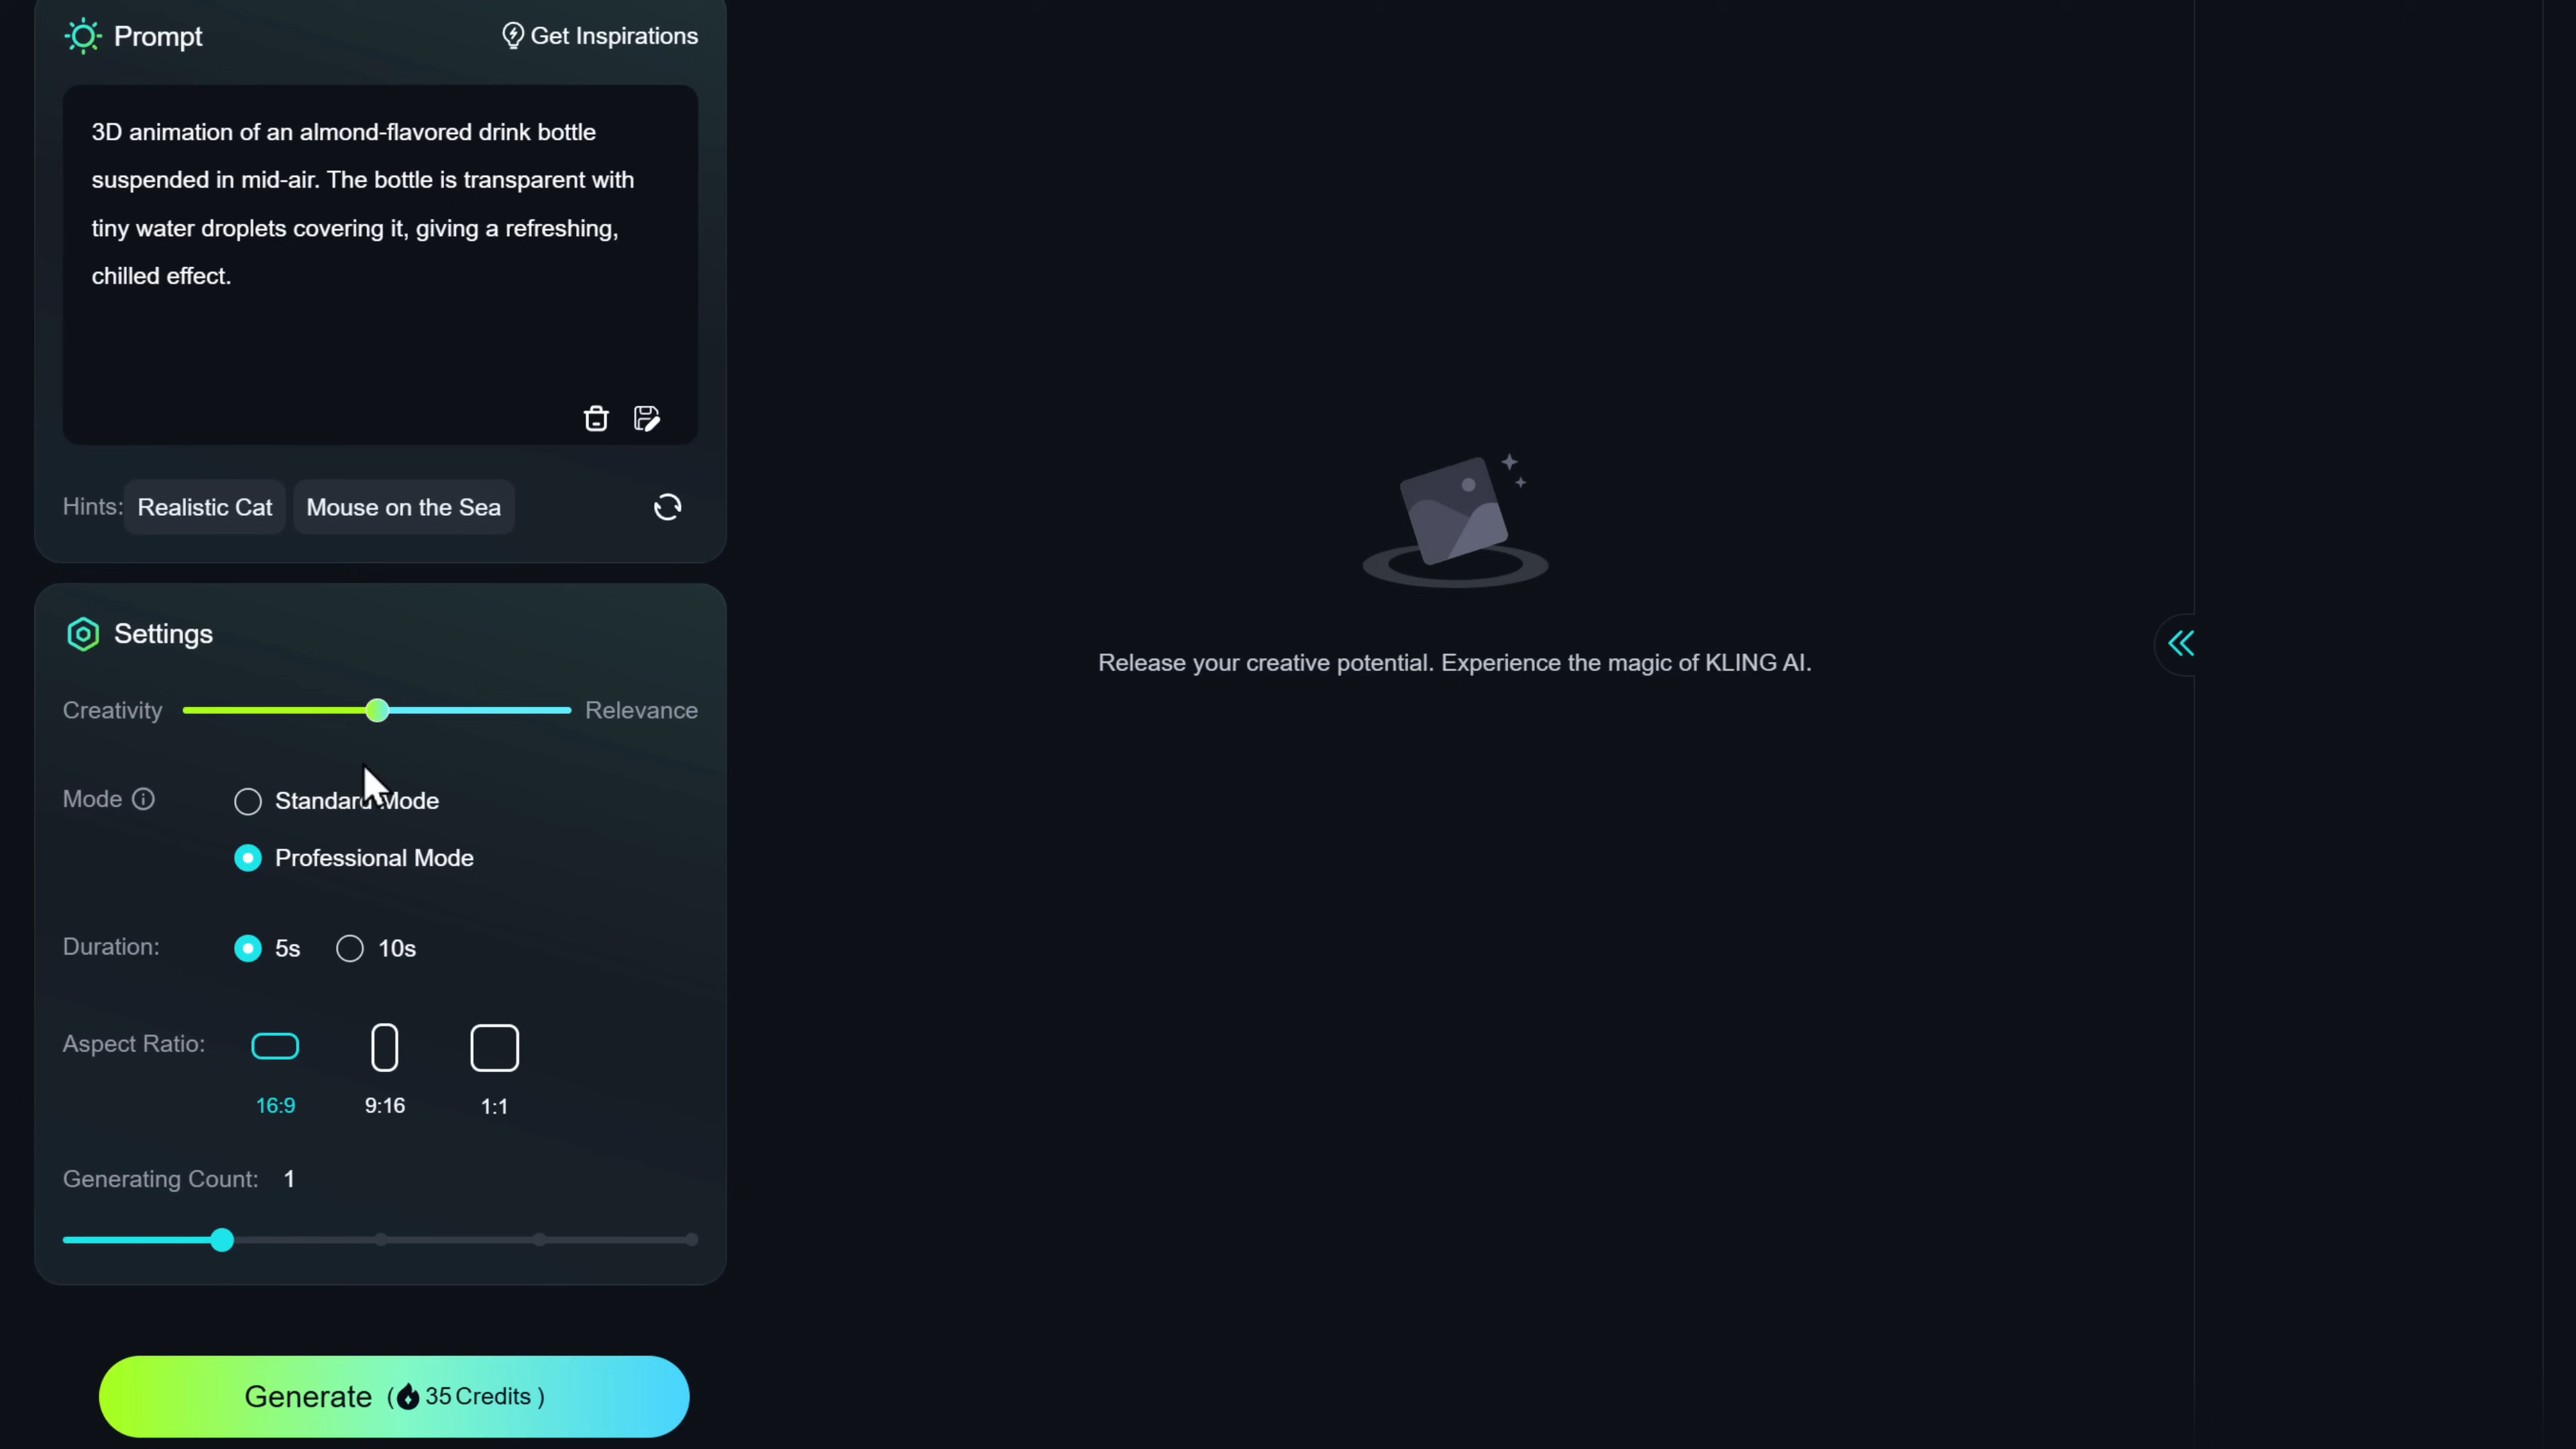 Prompt
Get Inspirations
3D animation of an almond-flavored drink bottle
suspended in mid-air. The bottle is transparent with
tiny water droplets covering it, giving a refreshing,
chilled effect.
Hints: Realistic Cat Mouse on the Sea
Settings
Creativity Relevance
Mode Standard Mode
Professional Mode
Duration: 5s 10s
Aspect Ratio:
16:9 9:16 1:1
Generating Count: 1
Generate ( 35 Credits )
Release your creative potential. Experience the magic of KLING AI.